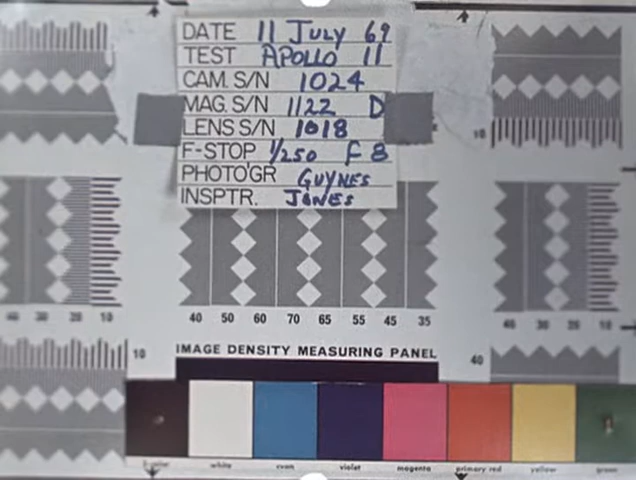 DATE 11 July 69
TEST APOLLO 11
CAM. S/N 1024
MAG. S/N 1122 D
LENS S/N 1018
F-STOP 1/250 F 8
PHOTO'GR GUYNES
INSPTR. JONES
10
40 30 20 10
40 50 60 70 65 55 45 35
40 30 20 10
10
IMAGE DENSITY MEASURING PANEL
40
white cyan violet magenta primary red yellow green